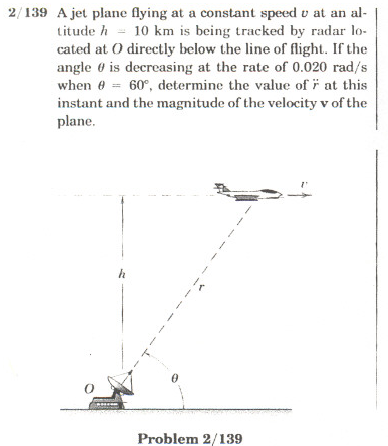 2/139 A jet plane flying at a constant speed v at an al-
titude h = 10 km is being tracked by radar lo-
cated at O directly below the line of flight. If the
angle θ is decreasing at the rate of 0.020 rad/s
when θ = 60°, determine the value of r̈ at this
instant and the magnitude of the velocity v of the
plane.
v
h
r
O
θ
Problem 2/139